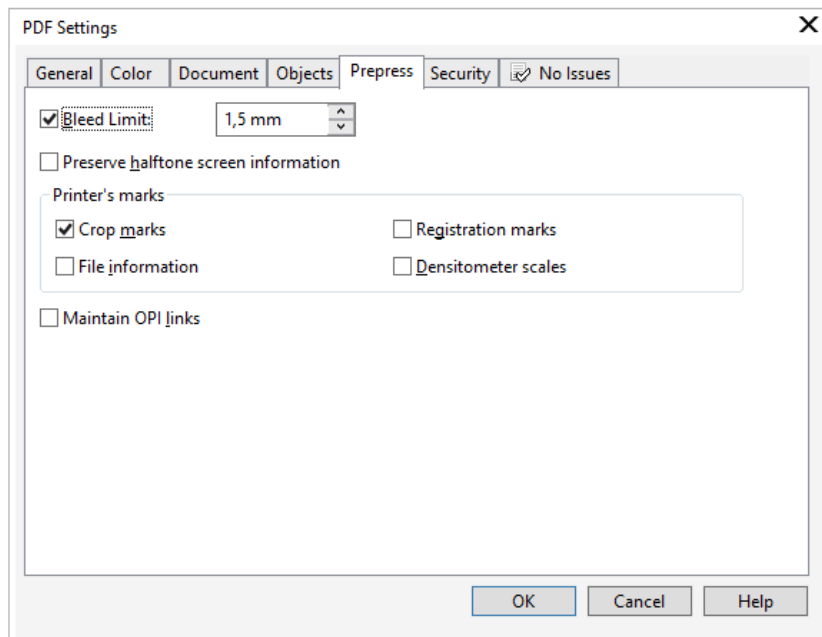 PDF Settings
General Color Document Objects Prepress Security No Issues
Bleed Limit: 1,5 mm
Preserve halftone screen information
Printer's marks
Crop marks Registration marks
File information Densitometer scales
Maintain OPI links
OK Cancel Help